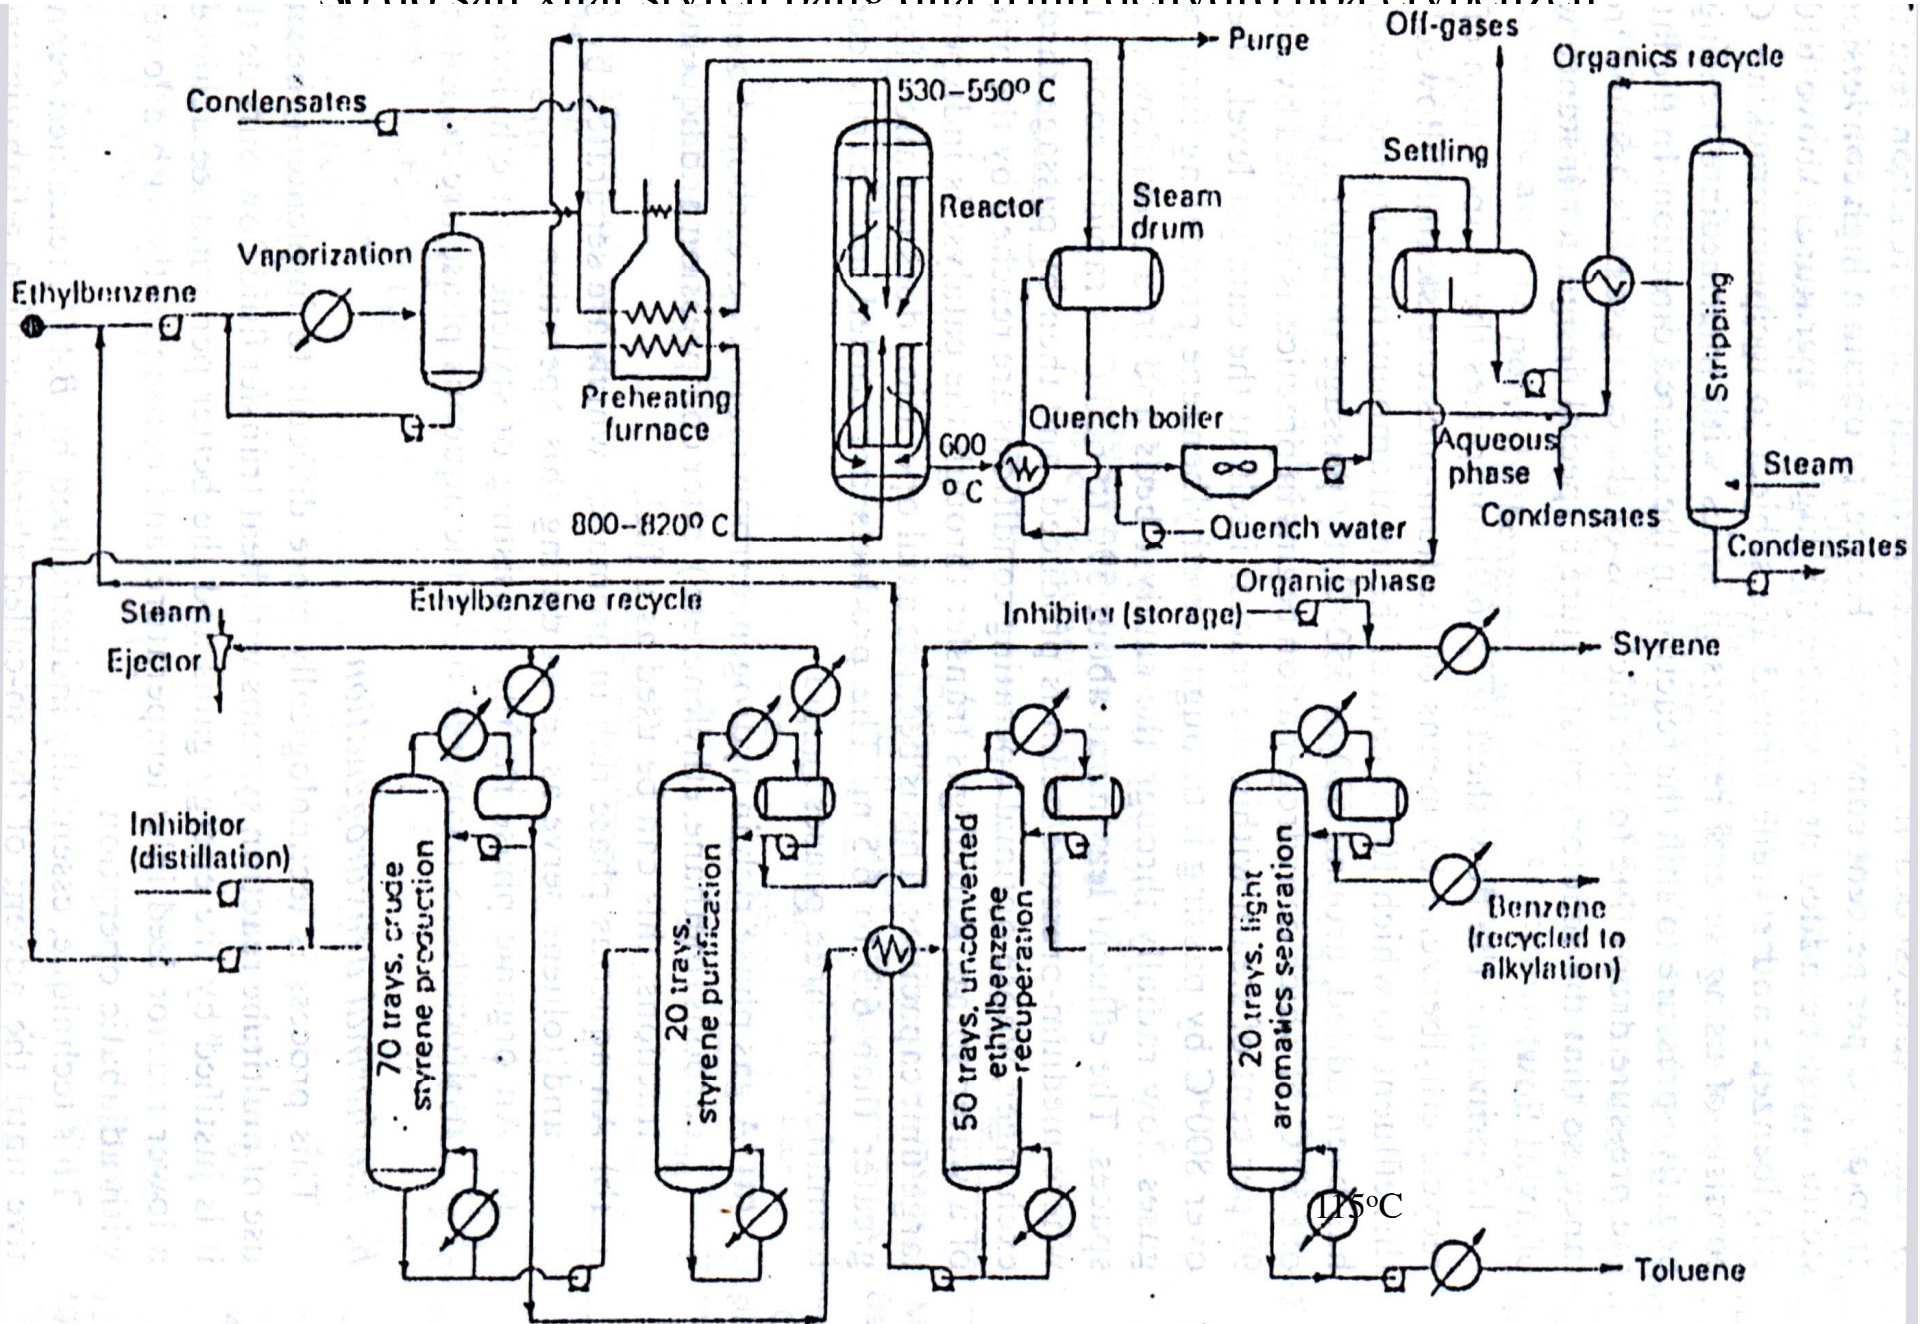 Purge
Off-gases
Organics recycle
Condensates
530–550º C
Settling
Reactor
Steam
drum
Vaporization
Ethylbenzene
Stripping
Preheating
furnace
Quench boiler
600
º C
Aqueous
phase
Steam
Condensates
800–820º C
Quench water
Condensates
Organic phase
Ethylbenzene recycle
Inhibitor (storage)
Steam
Ejector
Styrene
Inhibitor
(distillation)
70 trays. crude
styrene production
20 trays.
styrene purification
50 trays. unconverted
ethylbenzene
recuperation
20 trays. light
aromatics separation
Benzene
(recycled to
alkylation)
115ºC
Toluene